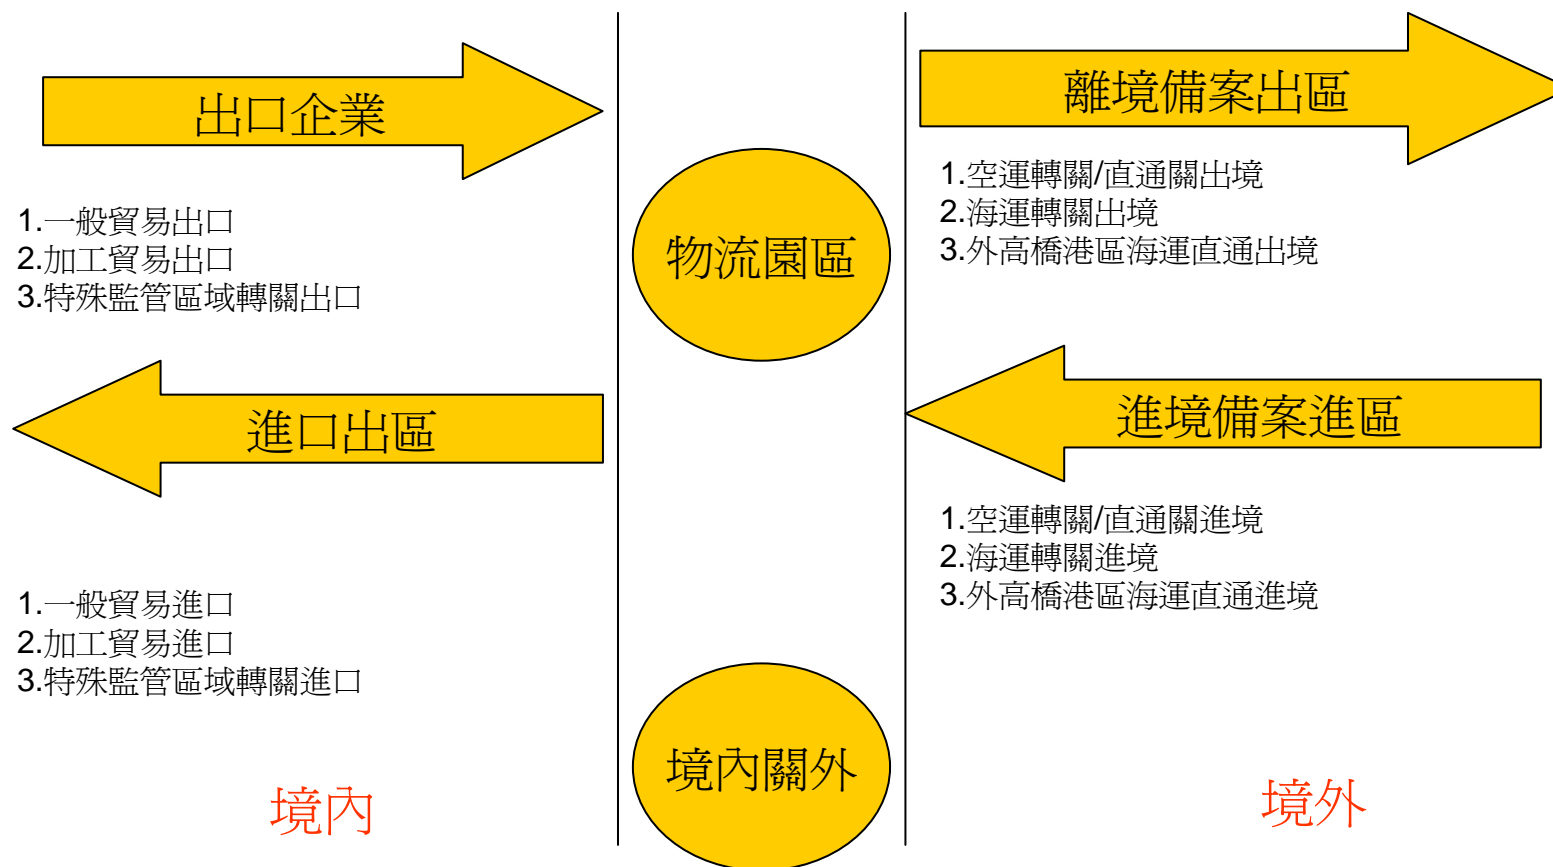 出口企業
1.一般貿易出口
2.加工貿易出口
3.特殊監管區域轉關出口
進口出區
1.一般貿易進口
2.加工貿易進口
3.特殊監管區域轉關進口
境內
物流園區
境內關外
離境備案出區
1.空運轉關/直通關出境
2.海運轉關出境
3.外高橋港區海運直通出境
進境備案進區
1.空運轉關/直通關進境
2.海運轉關進境
3.外高橋港區海運直通進境
境外